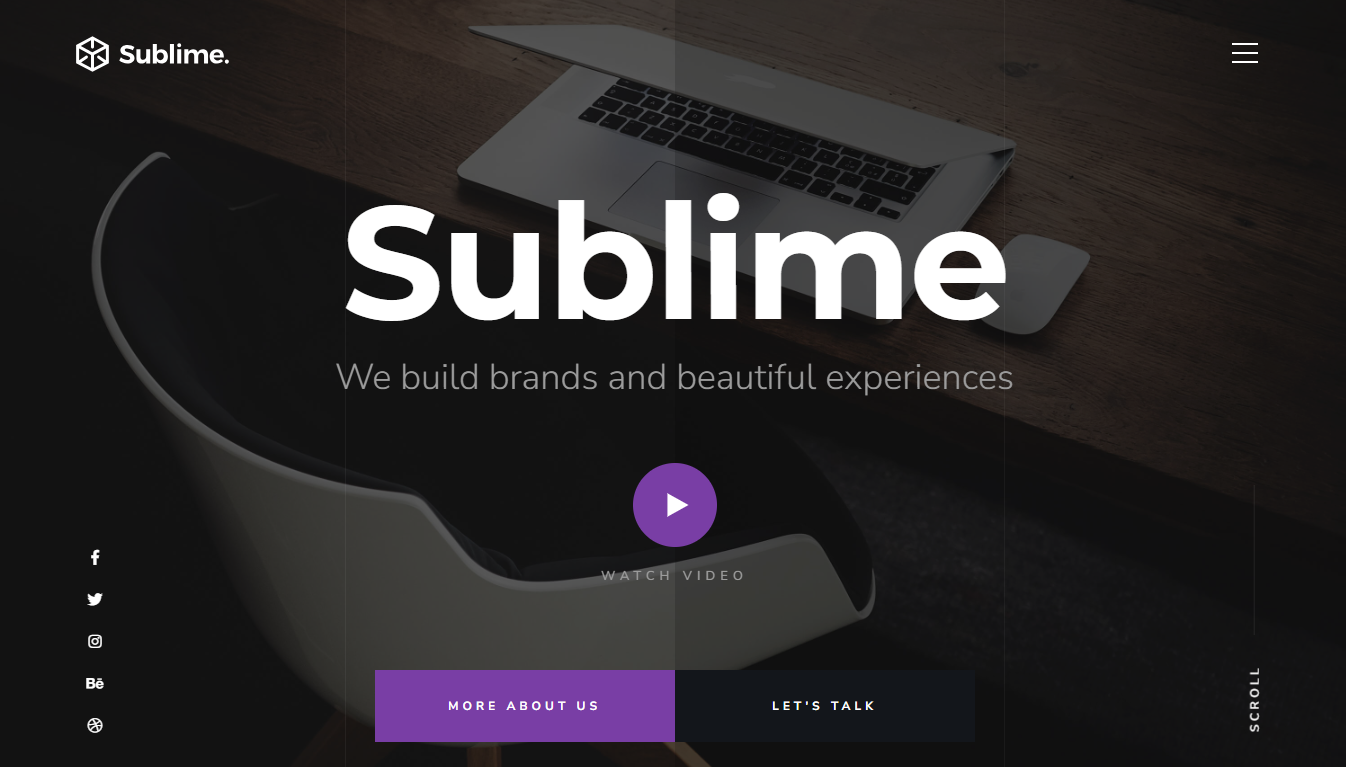 Sublime.
Sublime
We build brands and beautiful experiences
WATCH VIDEO
Bē
MORE ABOUT US
LET'S TALK
SCROLL